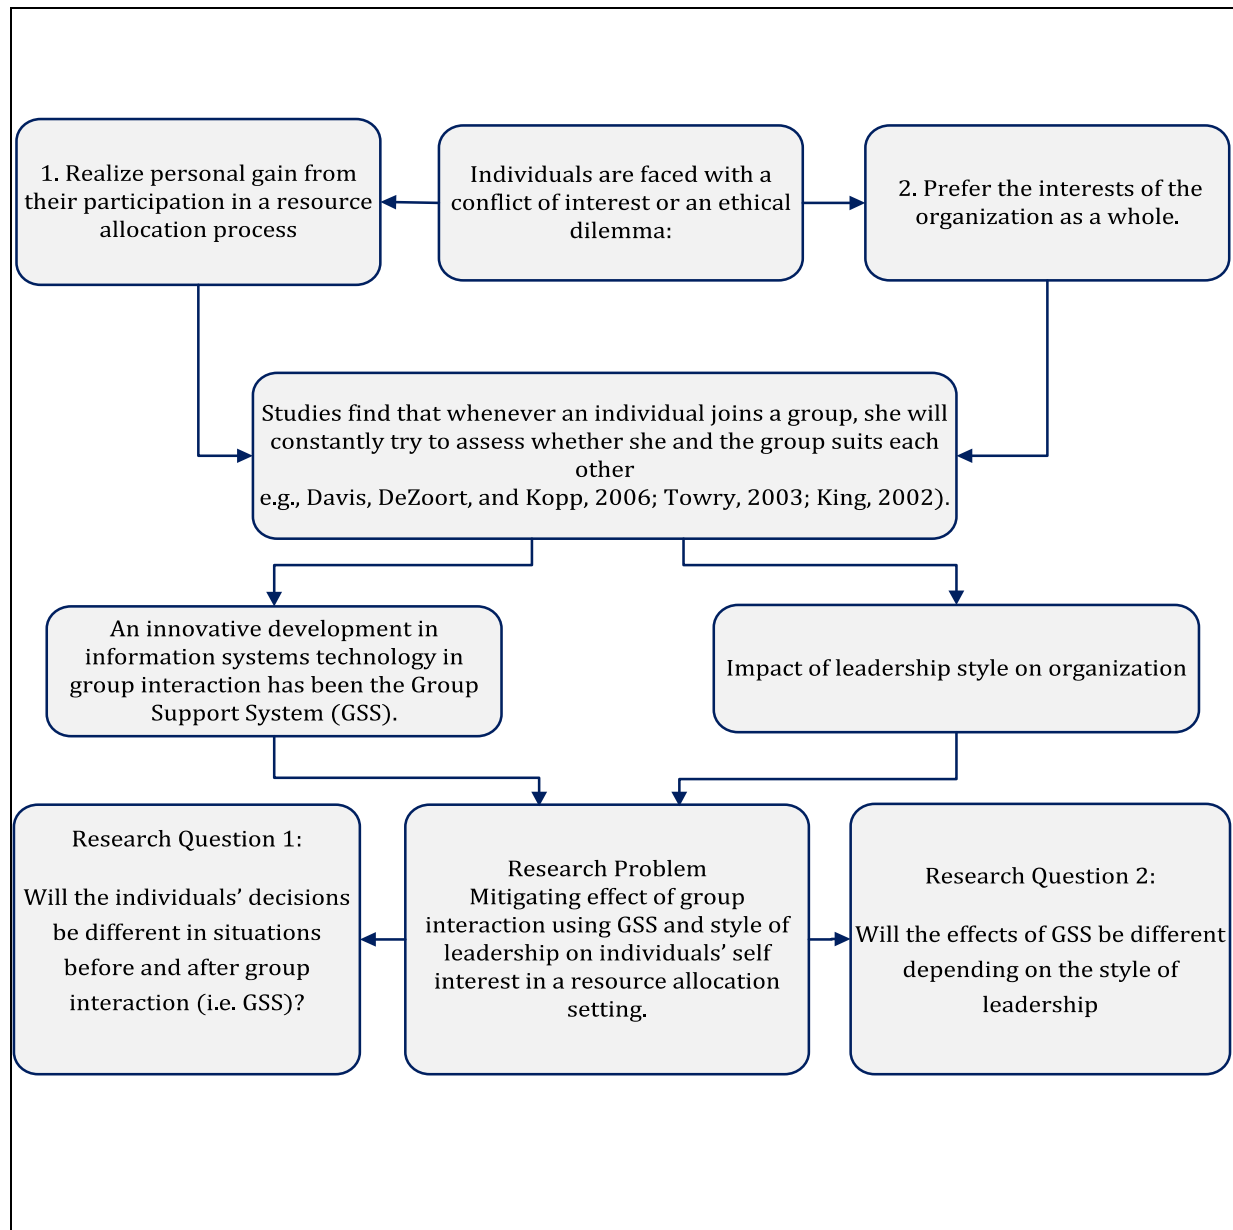 1. Realize personal gain from
their participation in a resource
allocation process
Individuals are faced with a
conflict of interest or an ethical
dilemma:
2. Prefer the interests of the
organization as a whole.
Studies find that whenever an individual joins a group, she will
constantly try to assess whether she and the group suits each
other
e.g., Davis, DeZoort, and Kopp, 2006; Towry, 2003; King, 2002).
An innovative development in
information systems technology in
group interaction has been the Group
Support System (GSS).
Impact of leadership style on organization
Research Question 1:
Will the individuals’ decisions
be different in situations
before and after group
interaction (i.e. GSS)?
Research Problem
Mitigating effect of group
interaction using GSS and style
of leadership on individuals’ self
interest in a resource allocation
setting.
Research Question 2:
Will the effects of GSS be different
depending on the style of
leadership